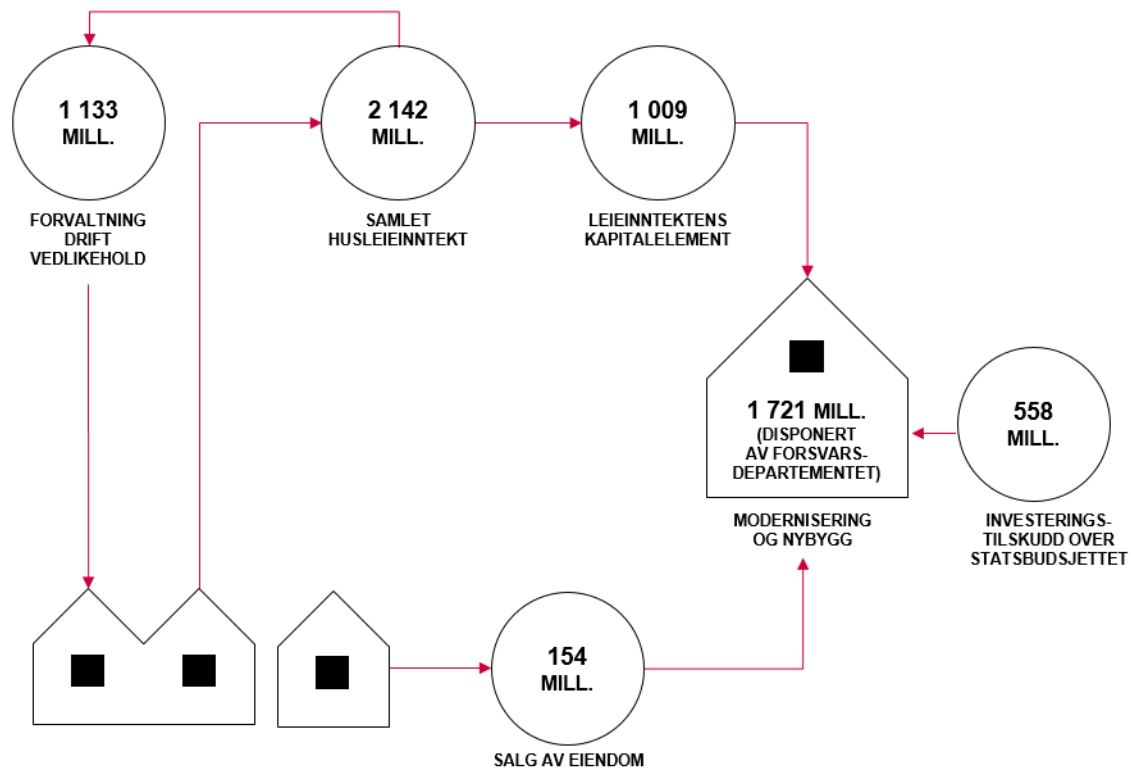 1 133
MILL.
FORVALTNING
DRIFT
VEDLIKEHOLD
2 142
MILL.
SAMLET
HUSLEIEINNTEKT
1 009
MILL.
LEIEINNTEKTENS
KAPITALELEMENT
1 721 MILL.
(DISPONERT
AV FORSVARS-
DEPARTEMENTET)
MODERNISERING
OG NYBYGG
558
MILL.
INVESTERINGS-
TILSKUDD OVER
STATSBUDSJETTET
154
MILL.
SALG AV EIENDOM